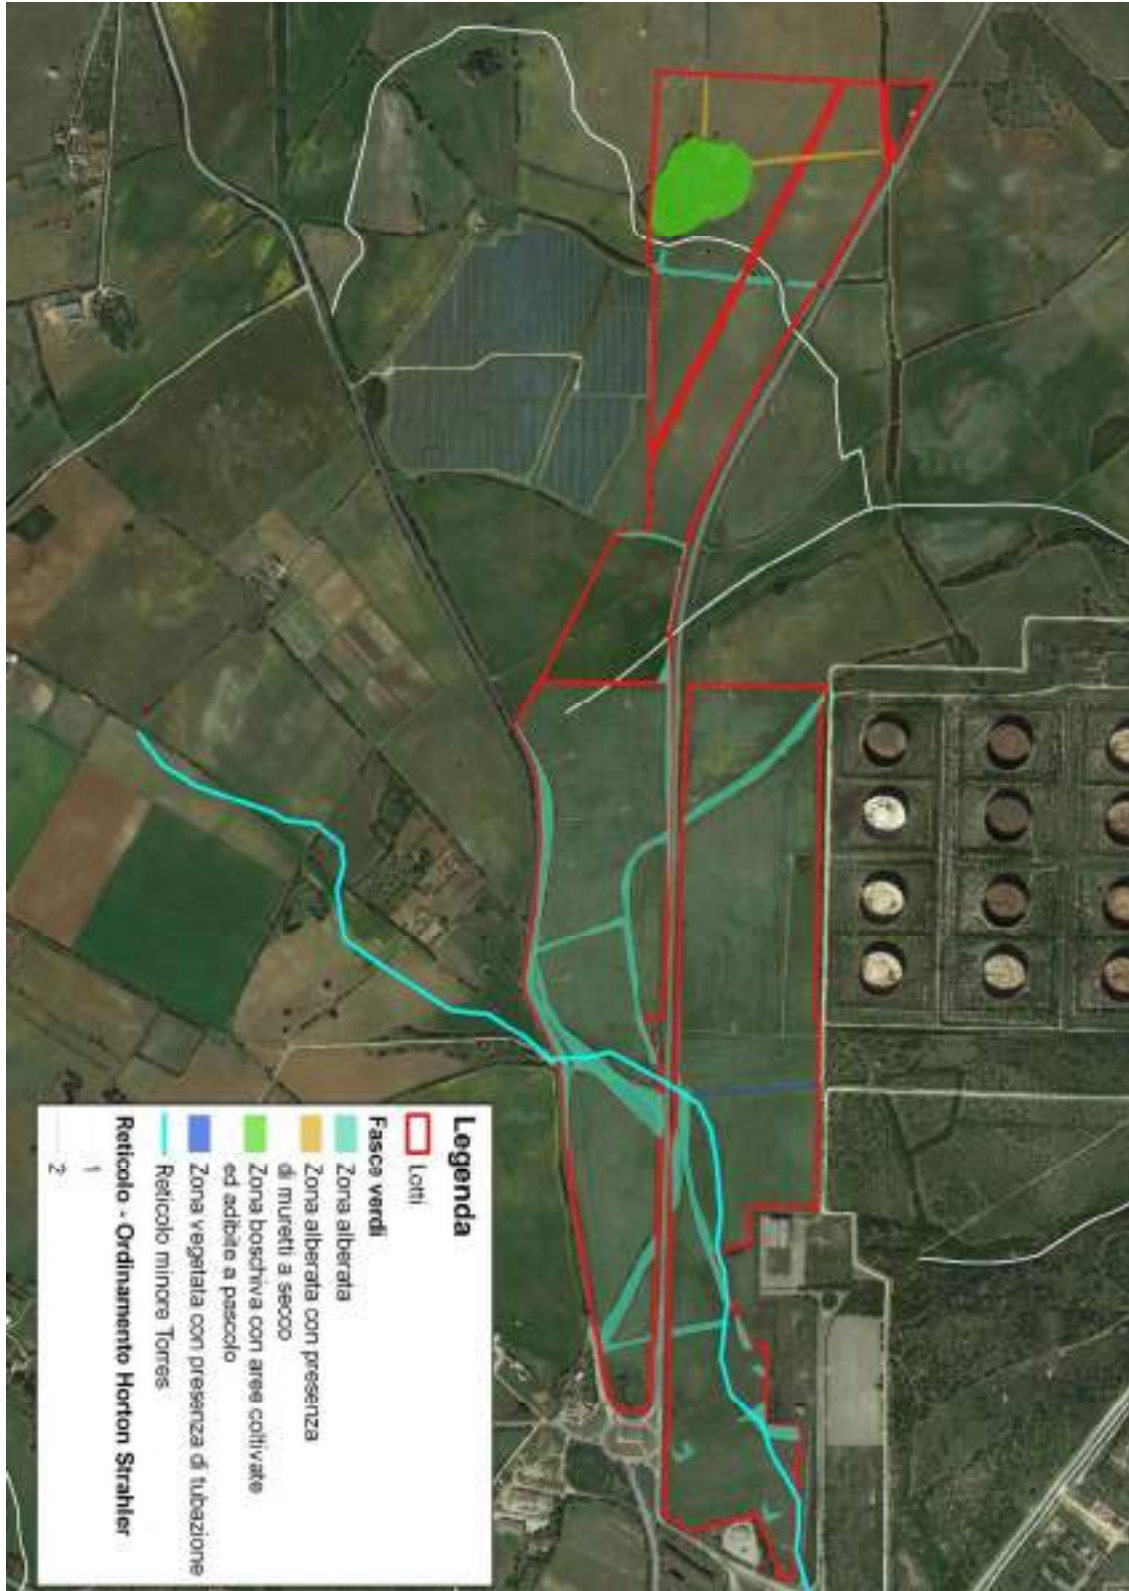 Legenda
Lotti
Fasce verdi
Zona alberata
Zona alberata con presenza
di muretti a secco
Zona boschiva con aree coltivate
ed adibite a pascolo
Zona vegetata con presenza di tubazione
Reticolo minore Torres
Reticolo - Ordinamento Horton Strahler
1
2